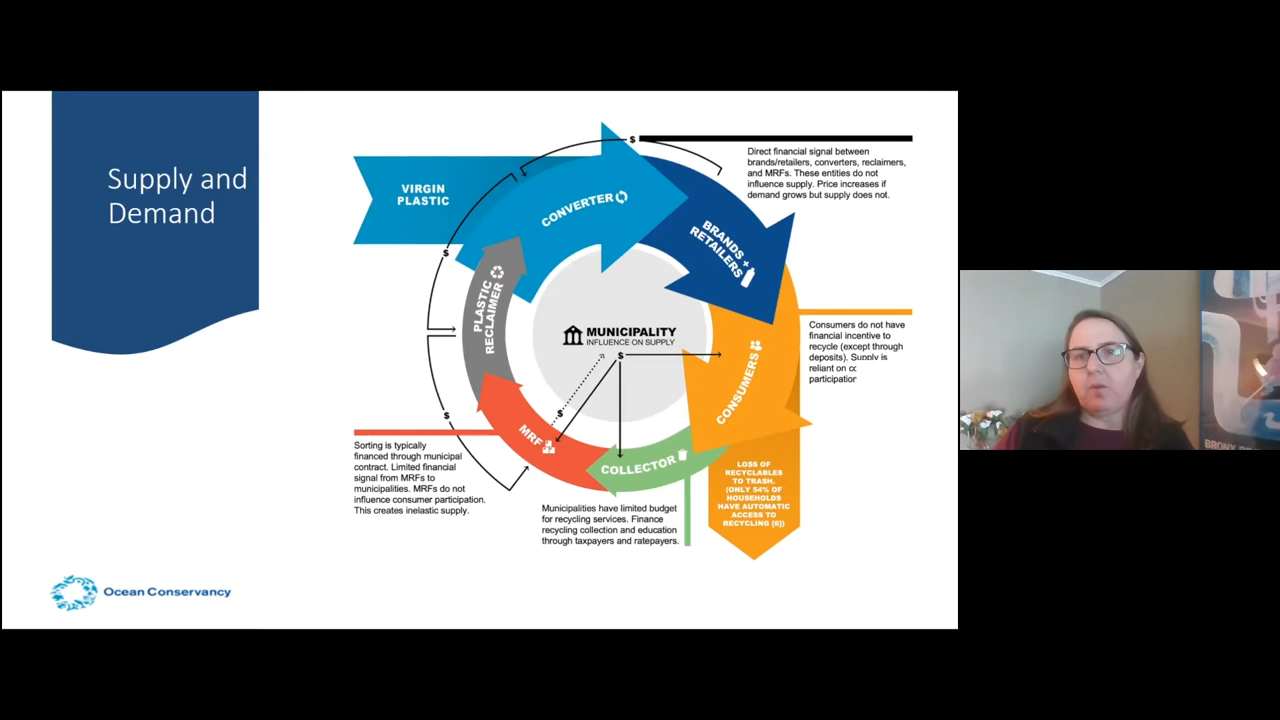 Supply and
Demand
VIRGIN
PLASTIC
CONVERTER
BRANDS +
RETAILERS
$
Direct financial signal between
brands/retailers, converters, reclaimers,
and MRFs. These entities do not
influence supply. Price increases if
demand grows but supply does not.
$
PLASTIC
RECLAIMER
MUNICIPALITY
INFLUENCE ON SUPPLY
$
CONSUMERS
Consumers do not have
financial incentive to
recycle (except through
deposits). Supply is
reliant on
participation
$
$
MRF
Sorting is typically
financed through municipal
contract. Limited financial
signal from MRFs to
municipalities. MRFs do not
influence consumer participation.
This creates inelastic supply.
COLLECTOR
Municipalities have limited budget
for recycling services. Finance
recycling collection and education
through taxpayers and ratepayers.
LOSS OF
RECYCLABLES
TO TRASH.
(ONLY 54% OF
HOUSEHOLDS
HAVE AUTOMATIC
ACCESS TO
RECYCLING [6])
Ocean Conservancy